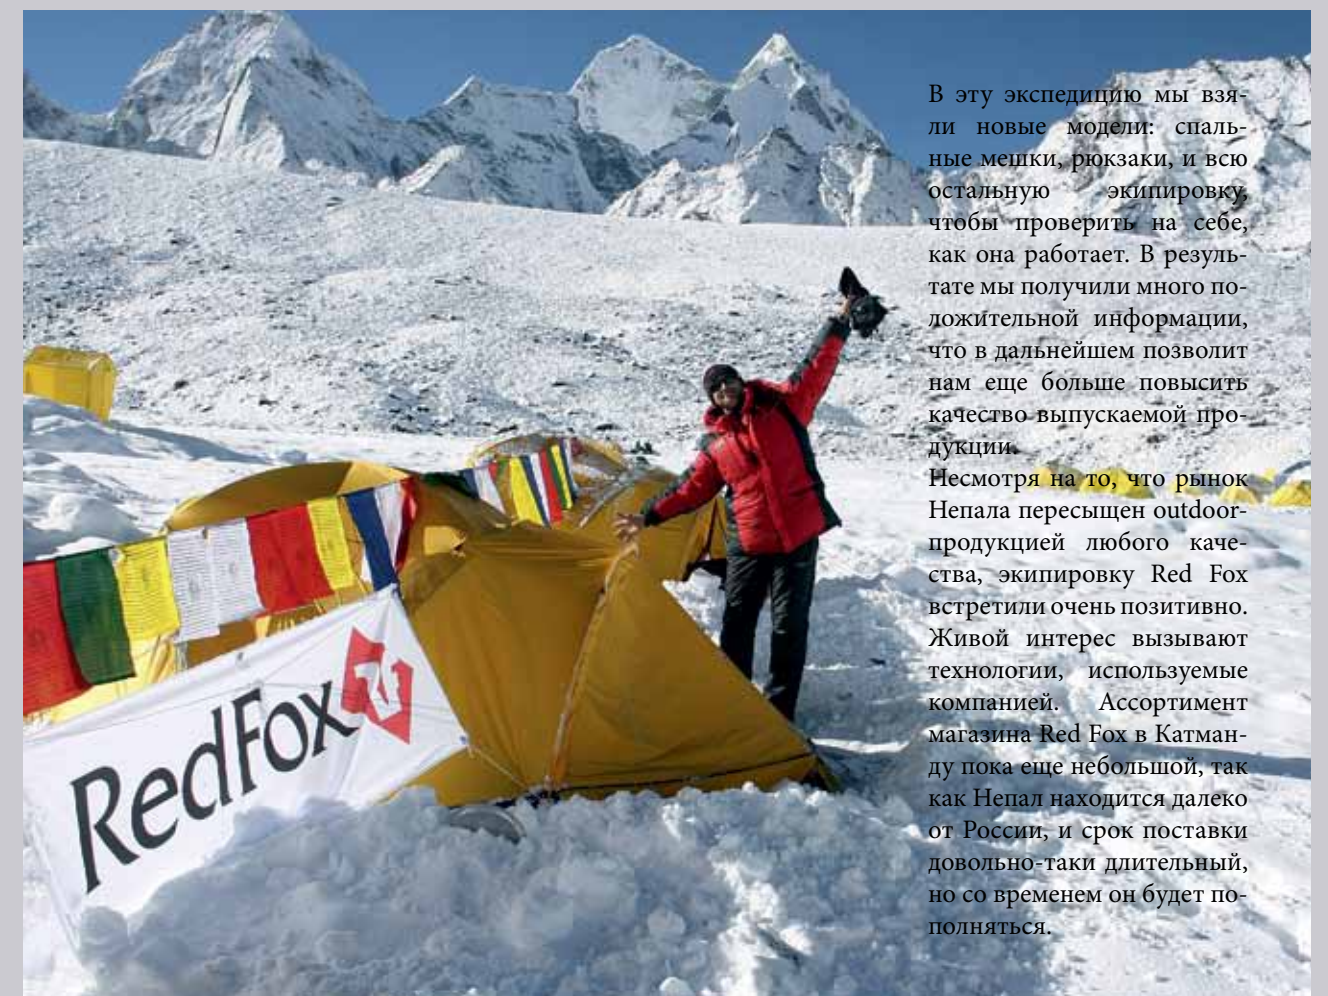 В эту экспедицию мы взя-
ли новые модели: спаль-
ные мешки, рюкзаки, и всю
остальную экипировку,
чтобы проверить на себе,
как она работает. В резуль-
тате мы получили много по-
ложительной информации,
что в дальнейшем позволит
нам еще больше повысить
качество выпускаемой про-
дукции.
Несмотря на то, что рынок
Непала пересыщен outdoor-
продукцией любого каче-
ства, экипировку Red Fox
встретили очень позитивно.
Живой интерес вызывают
технологии, используемые
компанией. Ассортимент
магазина Red Fox в Катман-
ду пока еще небольшой, так
как Непал находится далеко
от России, и срок поставки
довольно-таки длительный,
но со временем он будет по-
полняться.
RedFox